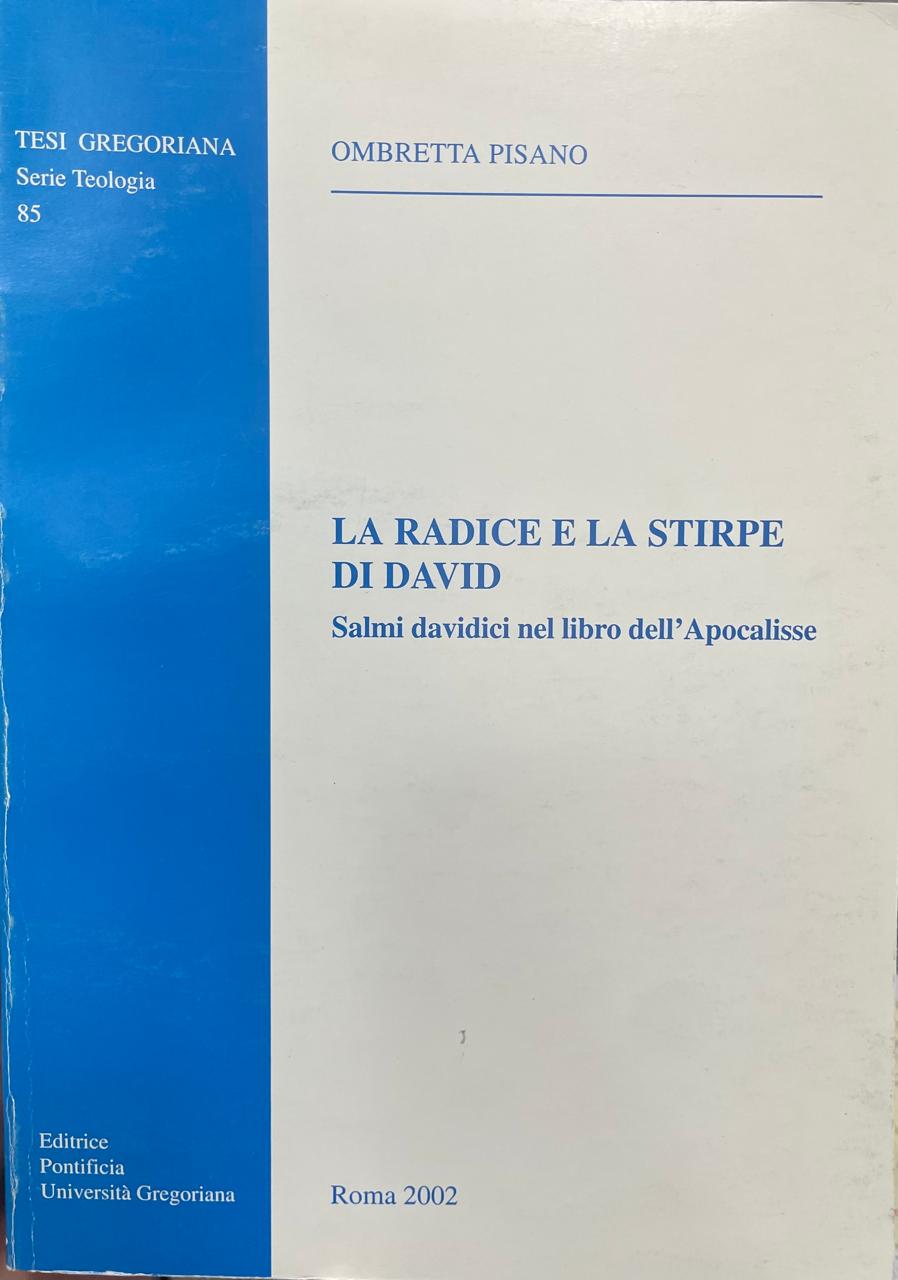 TESI GREGORIANA
Serie Teologia
85
OMBRETTA PISANO
LA RADICE E LA STIRPE
DI DAVID
Salmi davidici nel libro dell’Apocalisse
Editrice
Pontificia
Università Gregoriana
Roma 2002